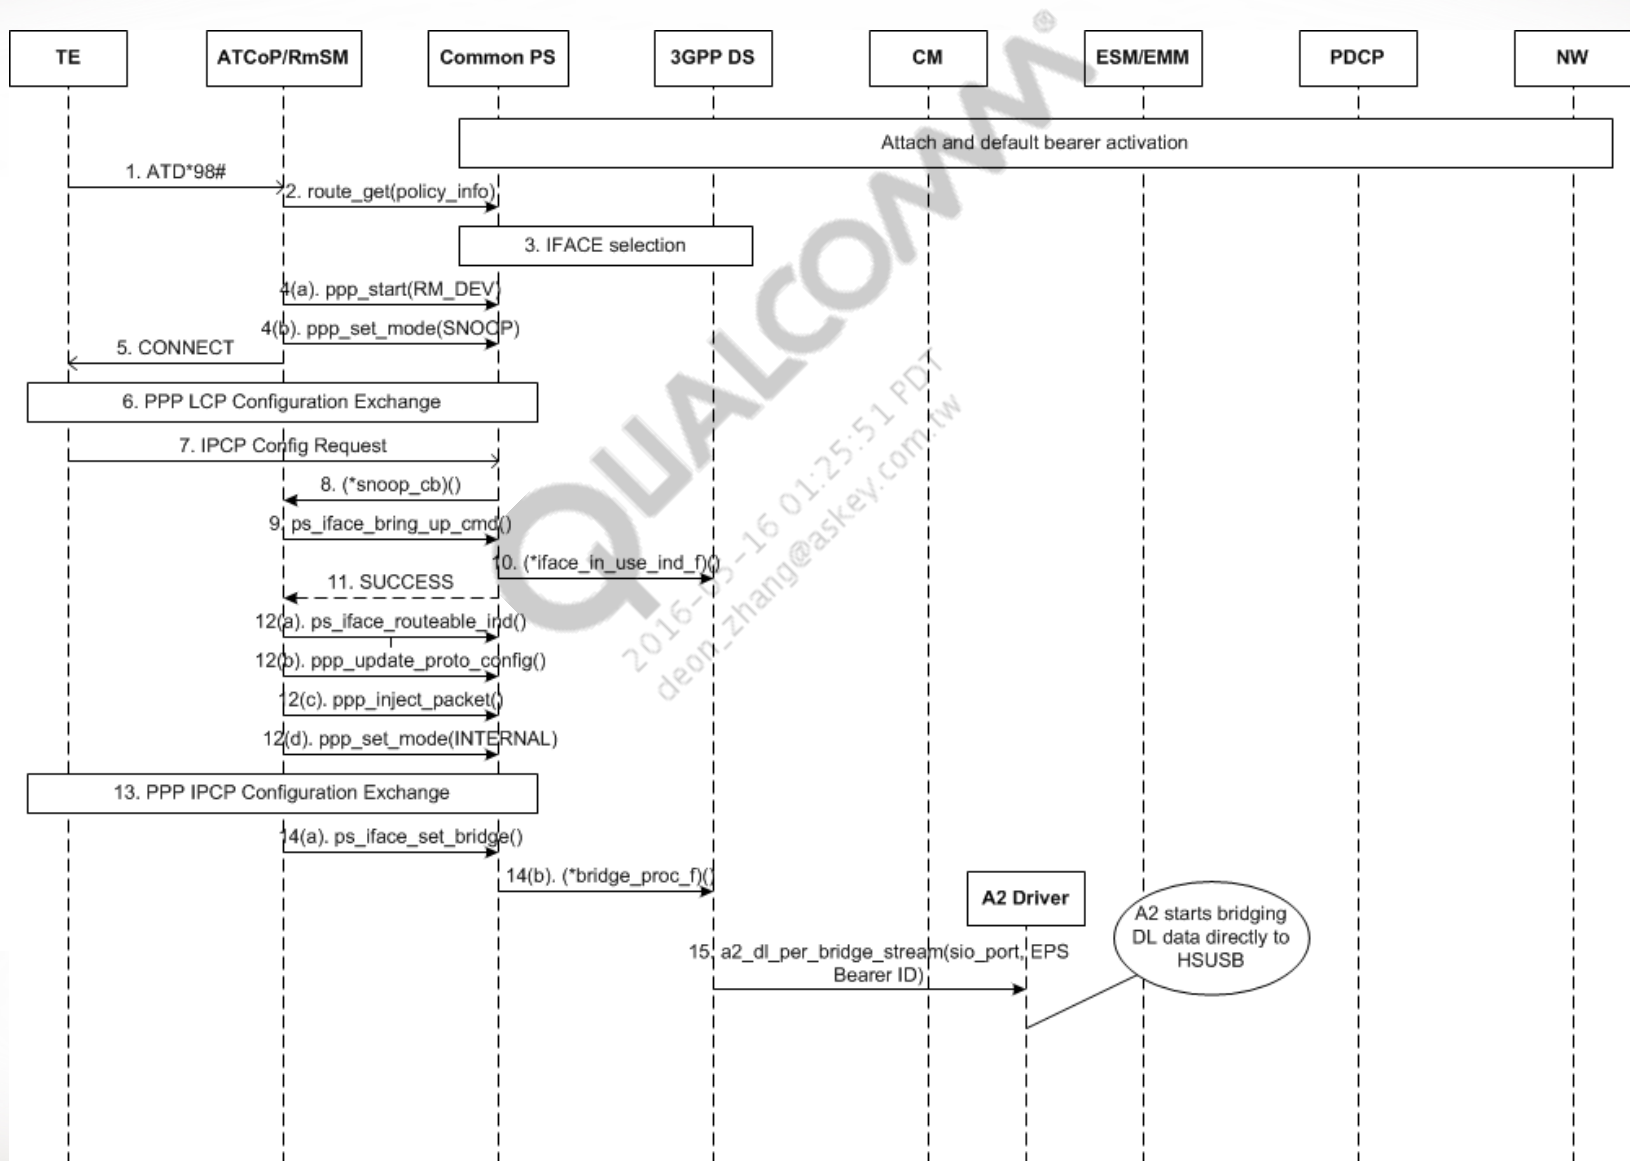 TE
ATCoP/RmSM
Common PS
3GPP DS
CM
ESM/EMM
PDCP
NW
Attach and default bearer activation
1. ATD*98#
2. route_get(policy_info)
3. IFACE selection
4(a). ppp_start(RM_DEV)
4(b). ppp_set_mode(SNOOP)
5. CONNECT
6. PPP LCP Configuration Exchange
7. IPCP Config Request
8. (*snoop_cb)()
9. ps_iface_bring_up_cmd()
10. (*iface_in_use_ind_f)()
11. SUCCESS
12(a). ps_iface_routeable_ind()
12(b). ppp_update_proto_config()
12(c). ppp_inject_packet()
12(d). ppp_set_mode(INTERNAL)
13. PPP IPCP Configuration Exchange
14(a). ps_iface_set_bridge()
14(b). (*bridge_proc_f)()
A2 Driver
A2 starts bridging
DL data directly to
HSUSB
15. a2_dl_per_bridge_stream(sio_port, EPS
Bearer ID)
QUALCOMM®
2016-05-16 01:25:51 PDT
deon_zhang@askey.com.tw